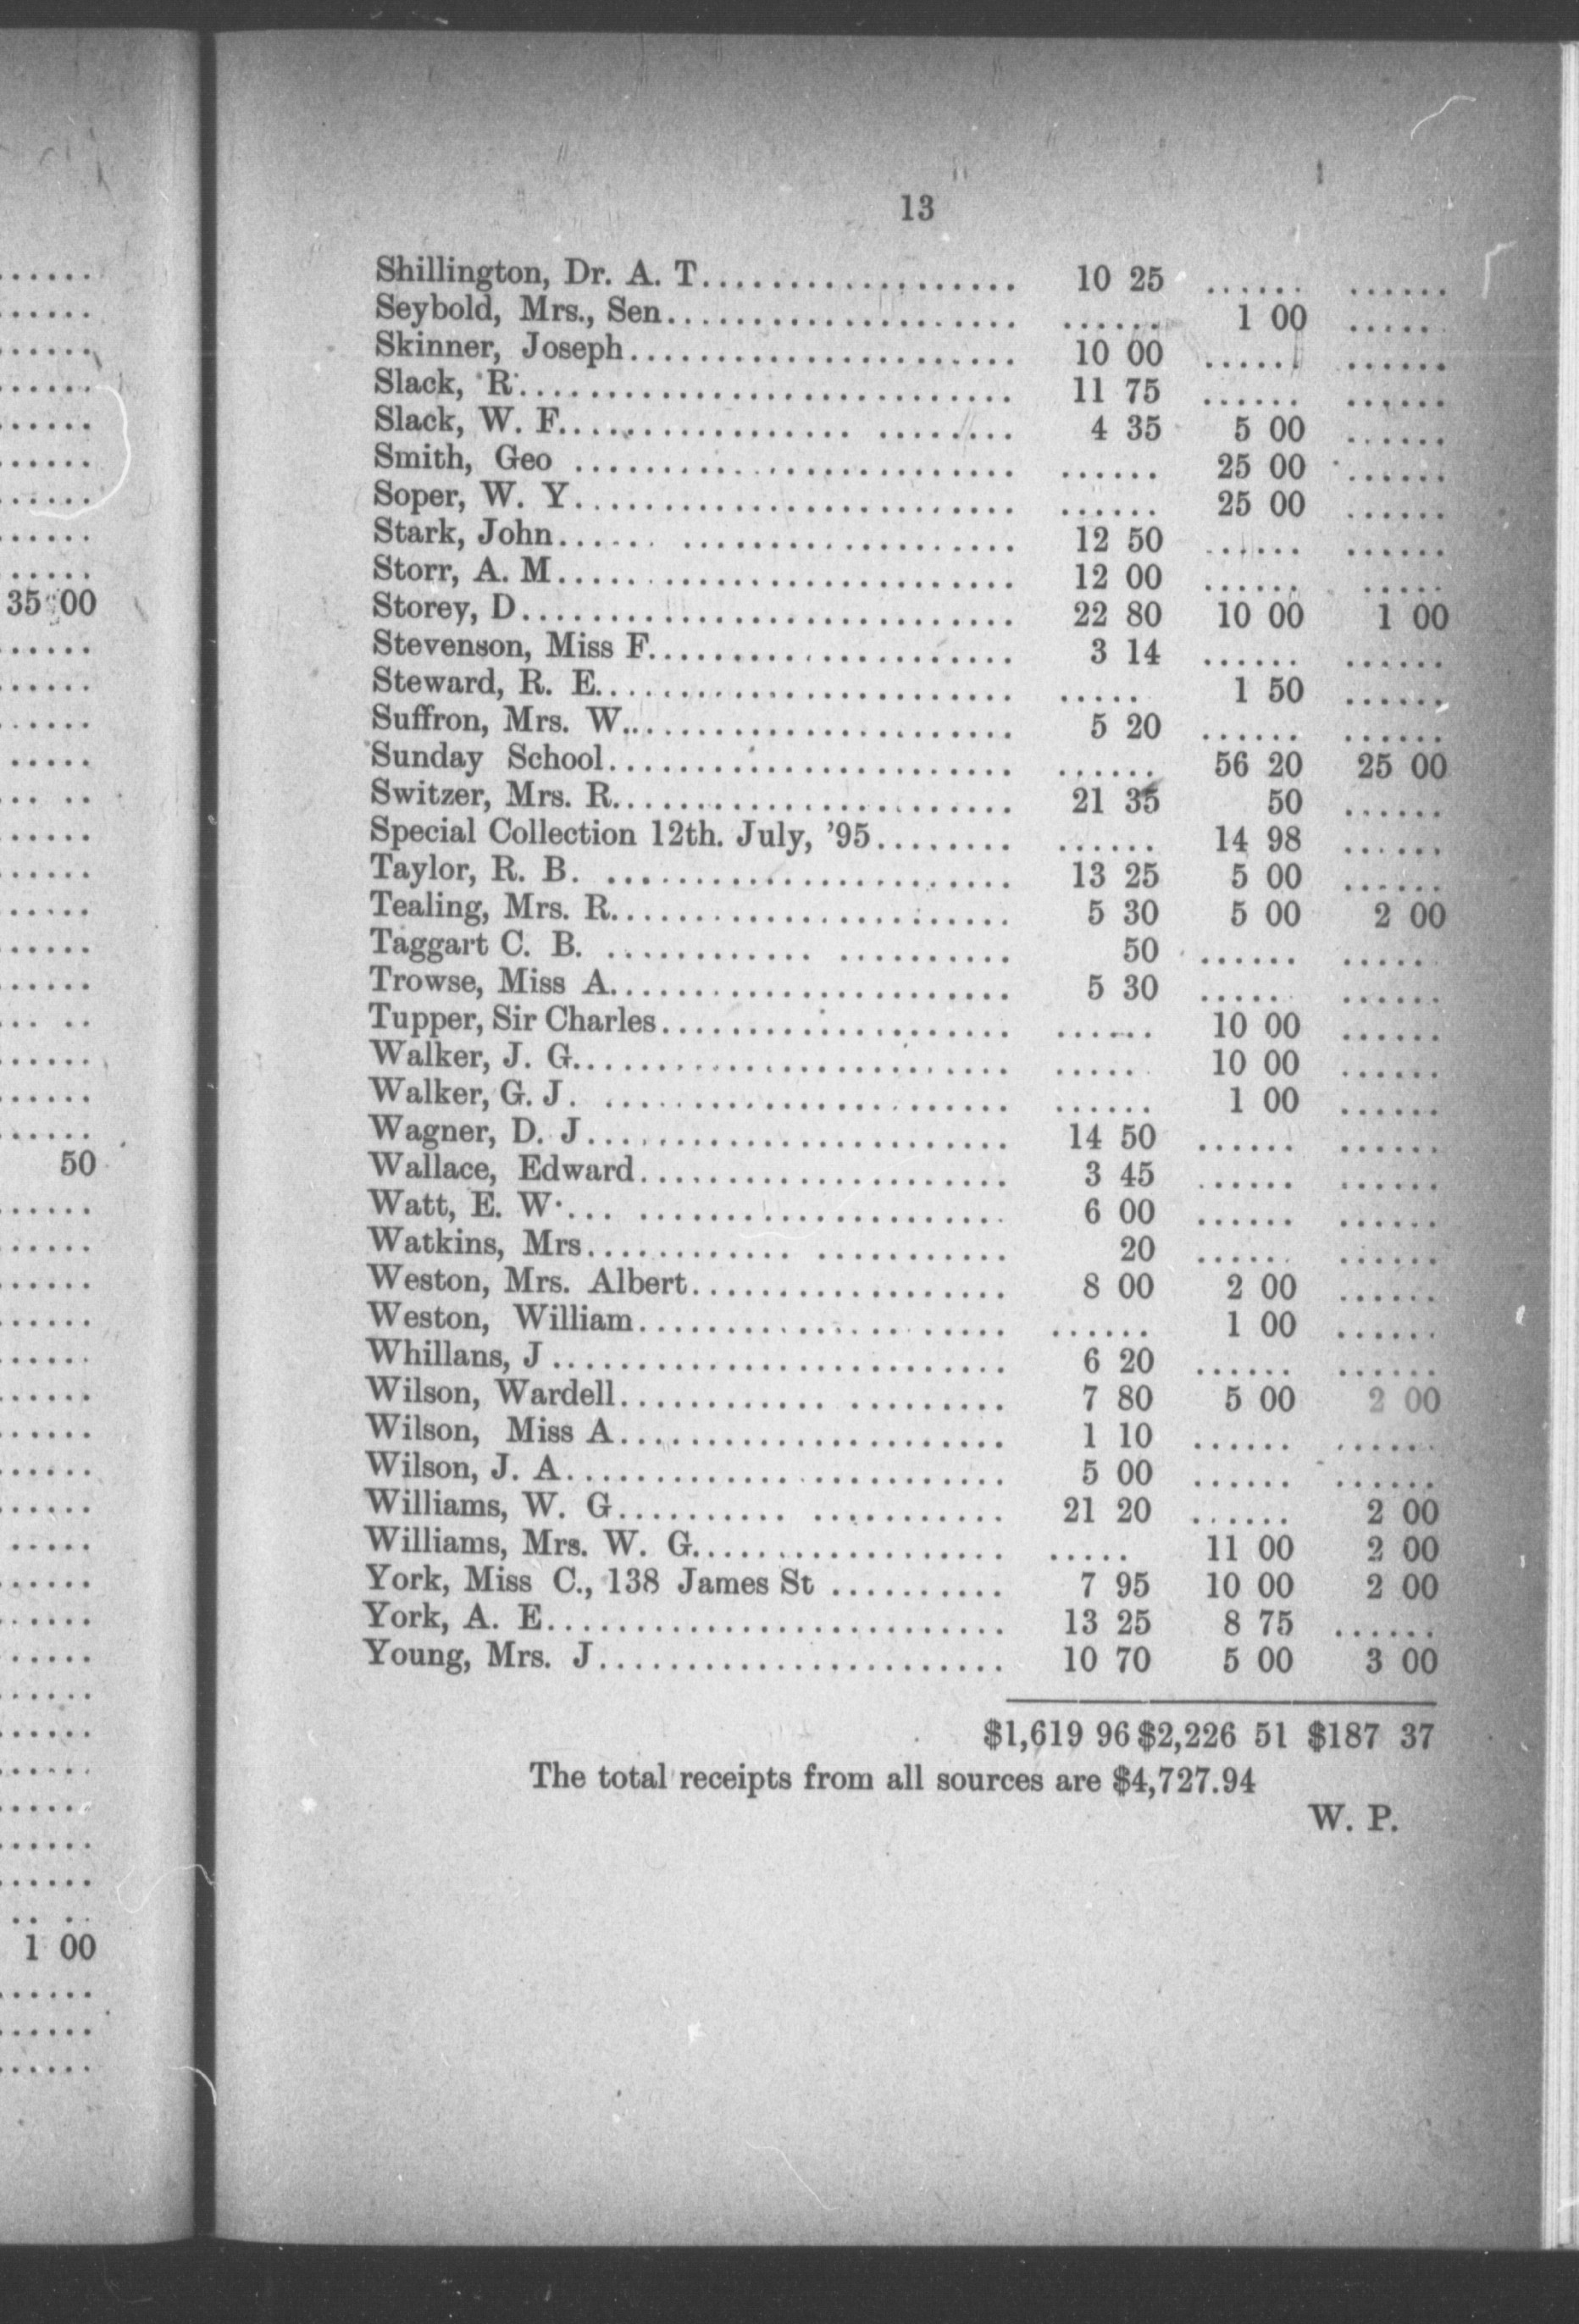 35 00
50
1 00
13
Shillington, Dr. A. T.................... 10 25 ...... ......
Seybold, Mrs., Sen..................... ...... 1 00 ......
Skinner, Joseph....................... 10 00 ...... ......
Slack, R.............................. 11 75 ...... ......
Slack, W. F.................. ........ 4 35 5 00 ......
Smith, Geo .......................... ...... 25 00 ......
Soper, W. Y.......................... ...... 25 00 ......
Stark, John...... ................... 12 50 ...... ......
Storr, A. M........................... 12 00 ...... ......
Storey, D............................. 22 80 10 00 1 00
Stevenson, Miss F..................... 3 14 ...... ......
Steward, R. E........................ ..... 1 50 ......
Suffron, Mrs. W....................... 5 20 ...... ......
Sunday School........................ ...... 56 20 25 00
Switzer, Mrs. R....................... 21 35 50 ......
Special Collection 12th. July, '95........ ...... 14 98 ......
Taylor, R. B. ........................ 13 25 5 00 ......
Tealing, Mrs. R....................... 5 30 5 00 2 00
Taggart C. B. ............ .......... 50 ...... ......
Trowse, Miss A....................... 5 30 ..... ......
Tupper, Sir Charles.................... ...... 10 00 ......
Walker, J. G......................... ..... 10 00 ......
Walker, G. J. ........................ ...... 1 00 ......
Wagner, D. J......................... 14 50 ...... ......
Wallace, Edward...................... 3 45 ...... ......
Watt, E. W.... ..................... 6 00 ...... ......
Watkins, Mrs............ ........... 20 ...... ......
Weston, Mrs. Albert................... 8 00 2 00 ......
Weston, William...................... ...... 1 00 ......
Whillans, J ........................... 6 20 ...... ......
Wilson, Wardell............ ......... 7 80 5 00 2 00
Wilson, Miss A....................... 1 10 ...... ......
Wilson, J. A.......................... 5 00 ...... ......
Williams, W. G.......... ........... 21 20 ...... 2 00
Williams, Mrs. W. G.................. ..... 11 00 2 00
York, Miss C., 138 James St .......... 7 95 10 00 2 00
York, A. E........................... 13 25 8 75 ......
Young, Mrs. J........................ 10 70 5 00 3 00
$1,619 96 $2,226 51 $187 37
The total receipts from all sources are $4,727.94
W. P.